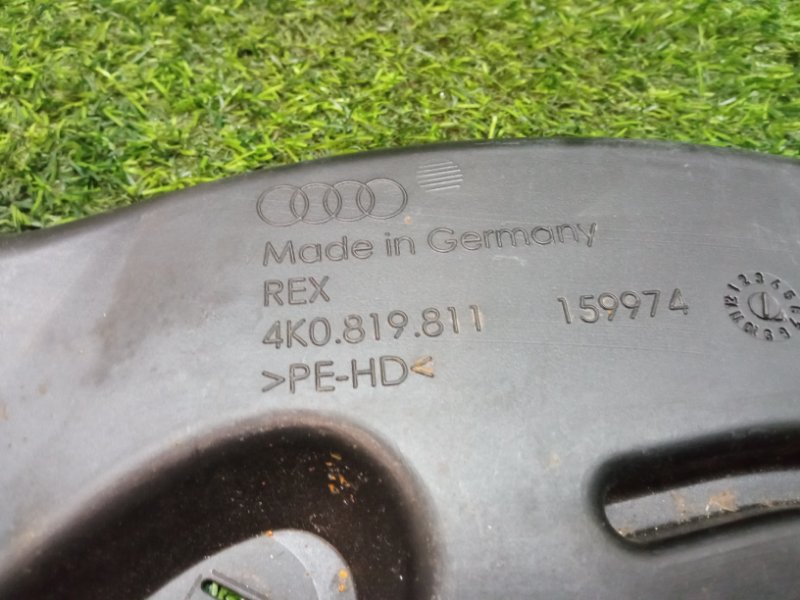 Made in Germany
REX
4K0.819.811 159974
>PE-HD<